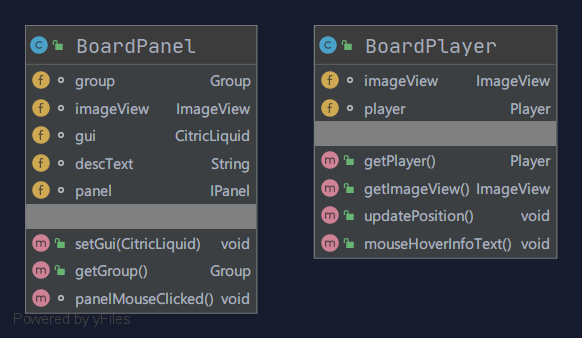 BoardPanel
group Group
imageView ImageView
gui CitricLiquid
descText String
panel IPanel
setGui(CitricLiquid) void
getGroup() Group
panelMouseClicked() void
BoardPlayer
imageView ImageView
player Player
getPlayer() Player
getImageView() ImageView
updatePosition() void
mouseHoverInfoText() void
Powered by yFiles